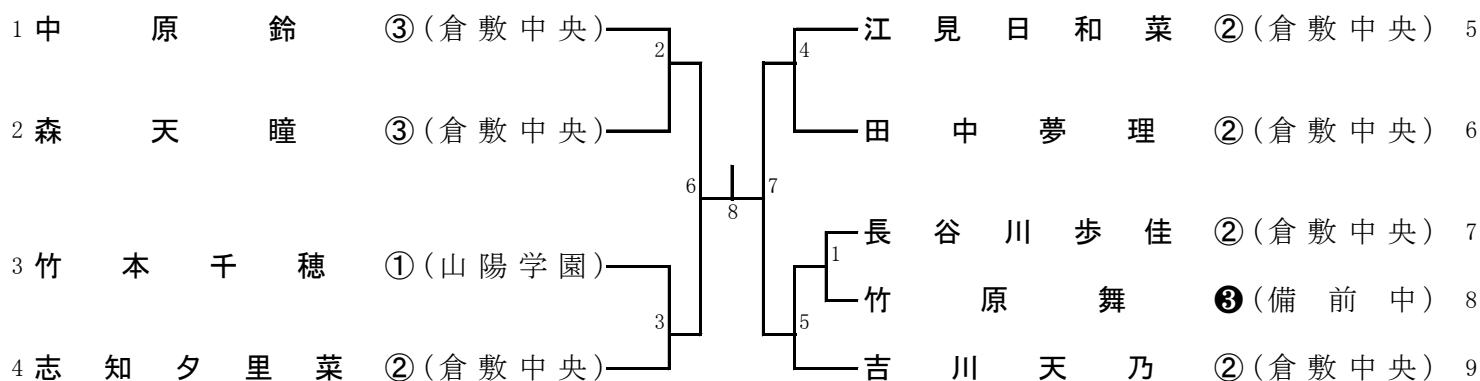 1 中原鈴 ③(倉敷中央)
2 森天瞳 ③(倉敷中央)
3 竹本千穂 ①(山陽学園)
4 志知夕里菜 ②(倉敷中央)
2
3
6
8
7
4
1
5
江見日和菜 ②(倉敷中央) 5
田中夢理 ②(倉敷中央) 6
長谷川歩佳 ②(倉敷中央) 7
竹原舞 ❸(備前中) 8
吉川天乃 ②(倉敷中央) 9